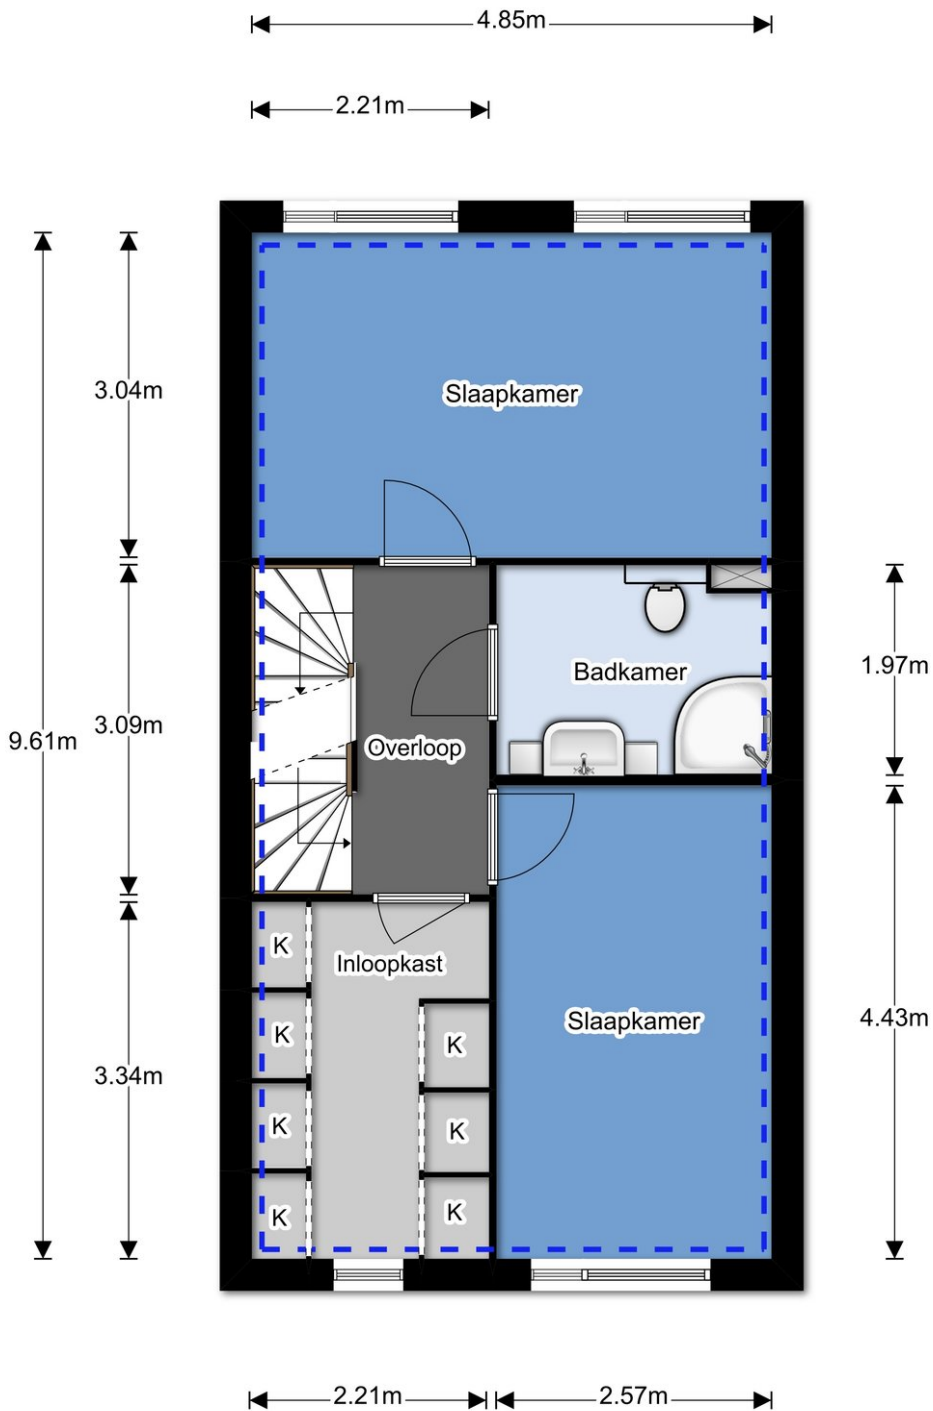 4.85m
2.21m
3.04m
Slaapkamer
1.97m
Badkamer
3.09m
9.61m
Overloop
K
Inloopkast
Slaapkamer
4.43m
K
K
3.34m
K
K
K
K
2.21m
2.57m